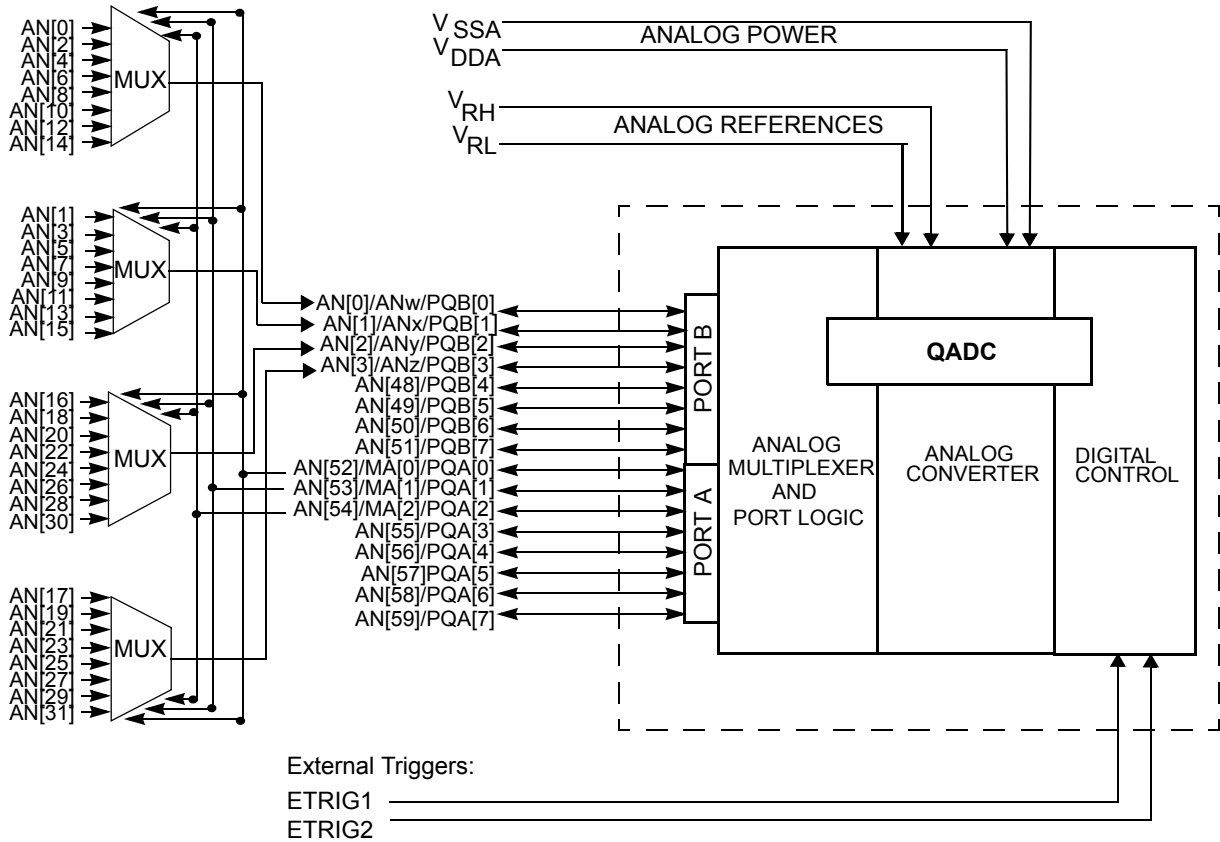 AN[0]
AN[2]
AN[4]
AN[6]
AN[8]
AN[10]
AN[12]
AN[14]
MUX
AN[1]
AN[3]
AN[5]
AN[7]
AN[9]
AN[11]
AN[13]
AN[15]
MUX
AN[16]
AN[18]
AN[20]
AN[22]
AN[24]
AN[26]
AN[28]
AN[30]
MUX
AN[17]
AN[19]
AN[21]
AN[23]
AN[25]
AN[27]
AN[29]
AN[31]
MUX
VSSA
VDDA
ANALOG POWER
VRH
VRL
ANALOG REFERENCES
AN[0]/ANw/PQB[0]
AN[1]/ANx/PQB[1]
AN[2]/ANy/PQB[2]
AN[3]/ANz/PQB[3]
AN[48]/PQB[4]
AN[49]/PQB[5]
AN[50]/PQB[6]
AN[51]/PQB[7]
AN[52]/MA[0]/PQA[0]
AN[53]/MA[1]/PQA[1]
AN[54]/MA[2]/PQA[2]
AN[55]/PQA[3]
AN[56]/PQA[4]
AN[57]PQA[5]
AN[58]/PQA[6]
AN[59]/PQA[7]
PORT B
PORT A
QADC
ANALOG
MULTIPLEXER
AND
PORT LOGIC
ANALOG
CONVERTER
DIGITAL
CONTROL
External Triggers:
ETRIG1
ETRIG2